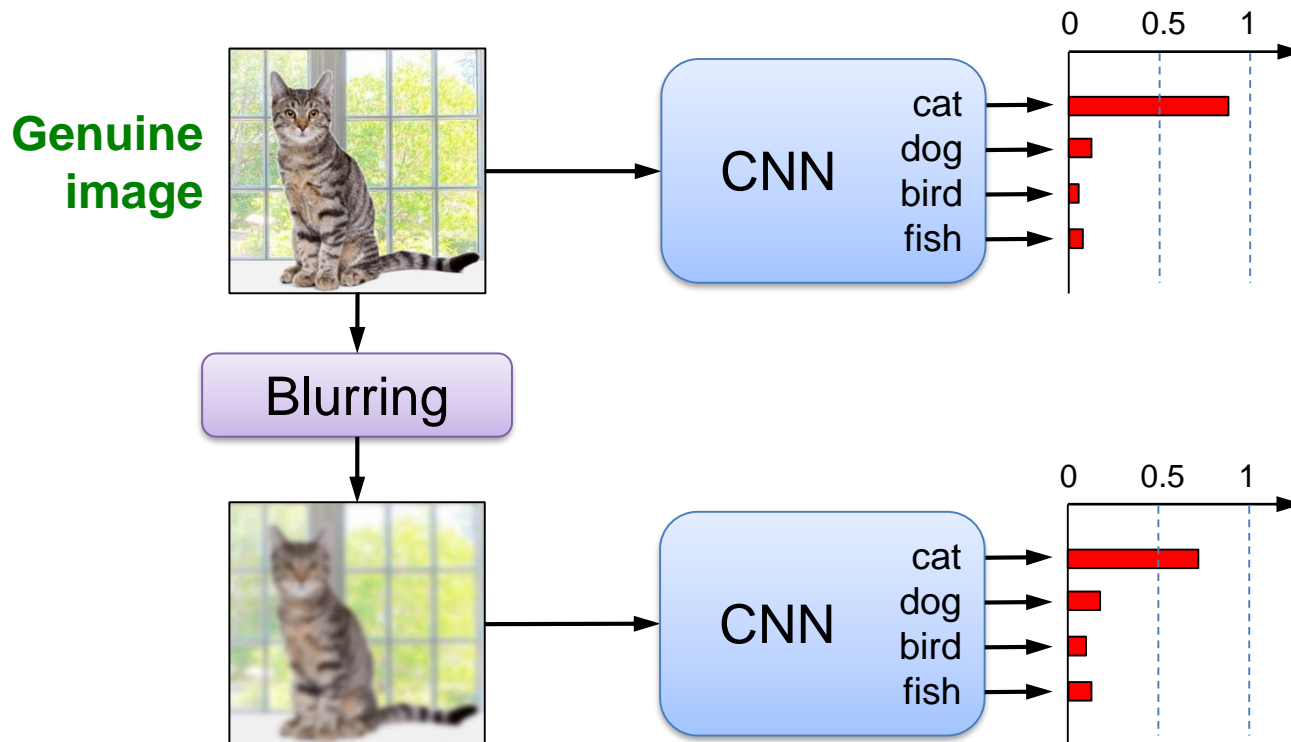 0 0.5 1
Genuine
image
CNN
cat
dog
bird
fish
Blurring
0 0.5 1
CNN
cat
dog
bird
fish